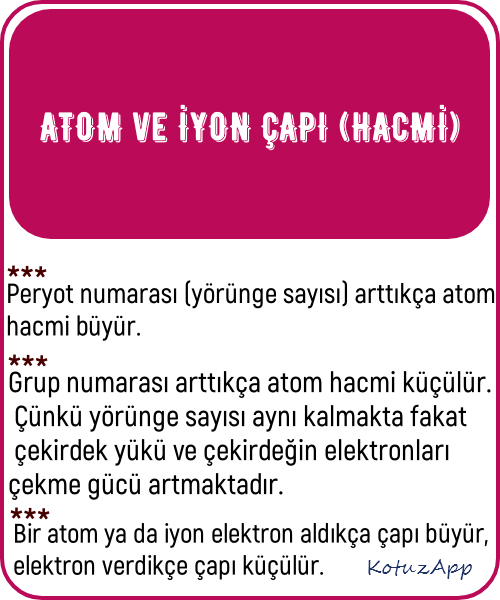 ATOM VE İYON ÇAPI (HACMİ)
***
Peryot numarası (yörünge sayısı) arttıkça atom
hacmi büyür.
***
Grup numarası arttıkça atom hacmi küçülür.
Çünkü yörünge sayısı aynı kalmakta fakat
çekirdek yükü ve çekirdeğin elektronları
çekme gücü artmaktadır.
***
Bir atom ya da iyon elektron aldıkça çapı büyür,
elektron verdikçe çapı küçülür.
KotuzApp